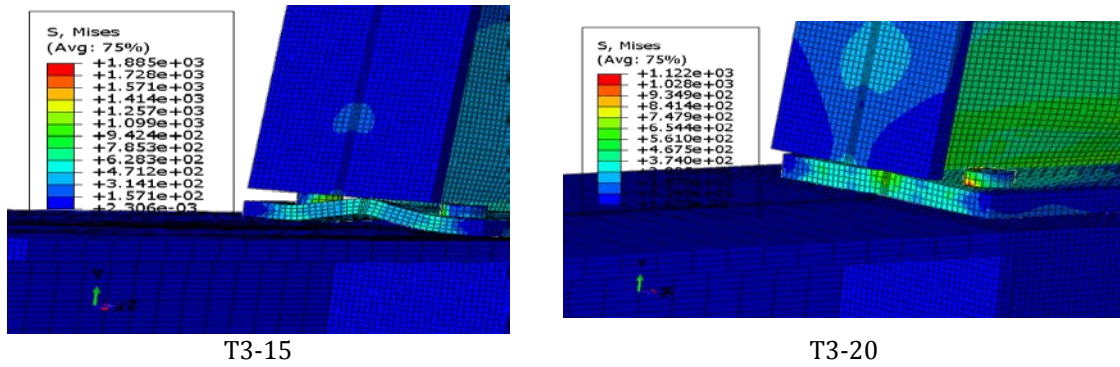 S, Mises
(Avg: 75%)
+1.885e+03
+1.728e+03
+1.571e+03
+1.414e+03
+1.257e+03
+1.099e+03
+9.424e+02
+7.853e+02
+6.283e+02
+4.712e+02
+3.141e+02
+1.571e+02
+2.306e-03
Y
S, Mises
(Avg: 75%)
+1.122e+03
+1.028e+03
+9.349e+02
+8.414e+02
+7.479e+02
+6.544e+02
+5.610e+02
+4.675e+02
+3.740e+02
Y
X
T3-15
T3-20